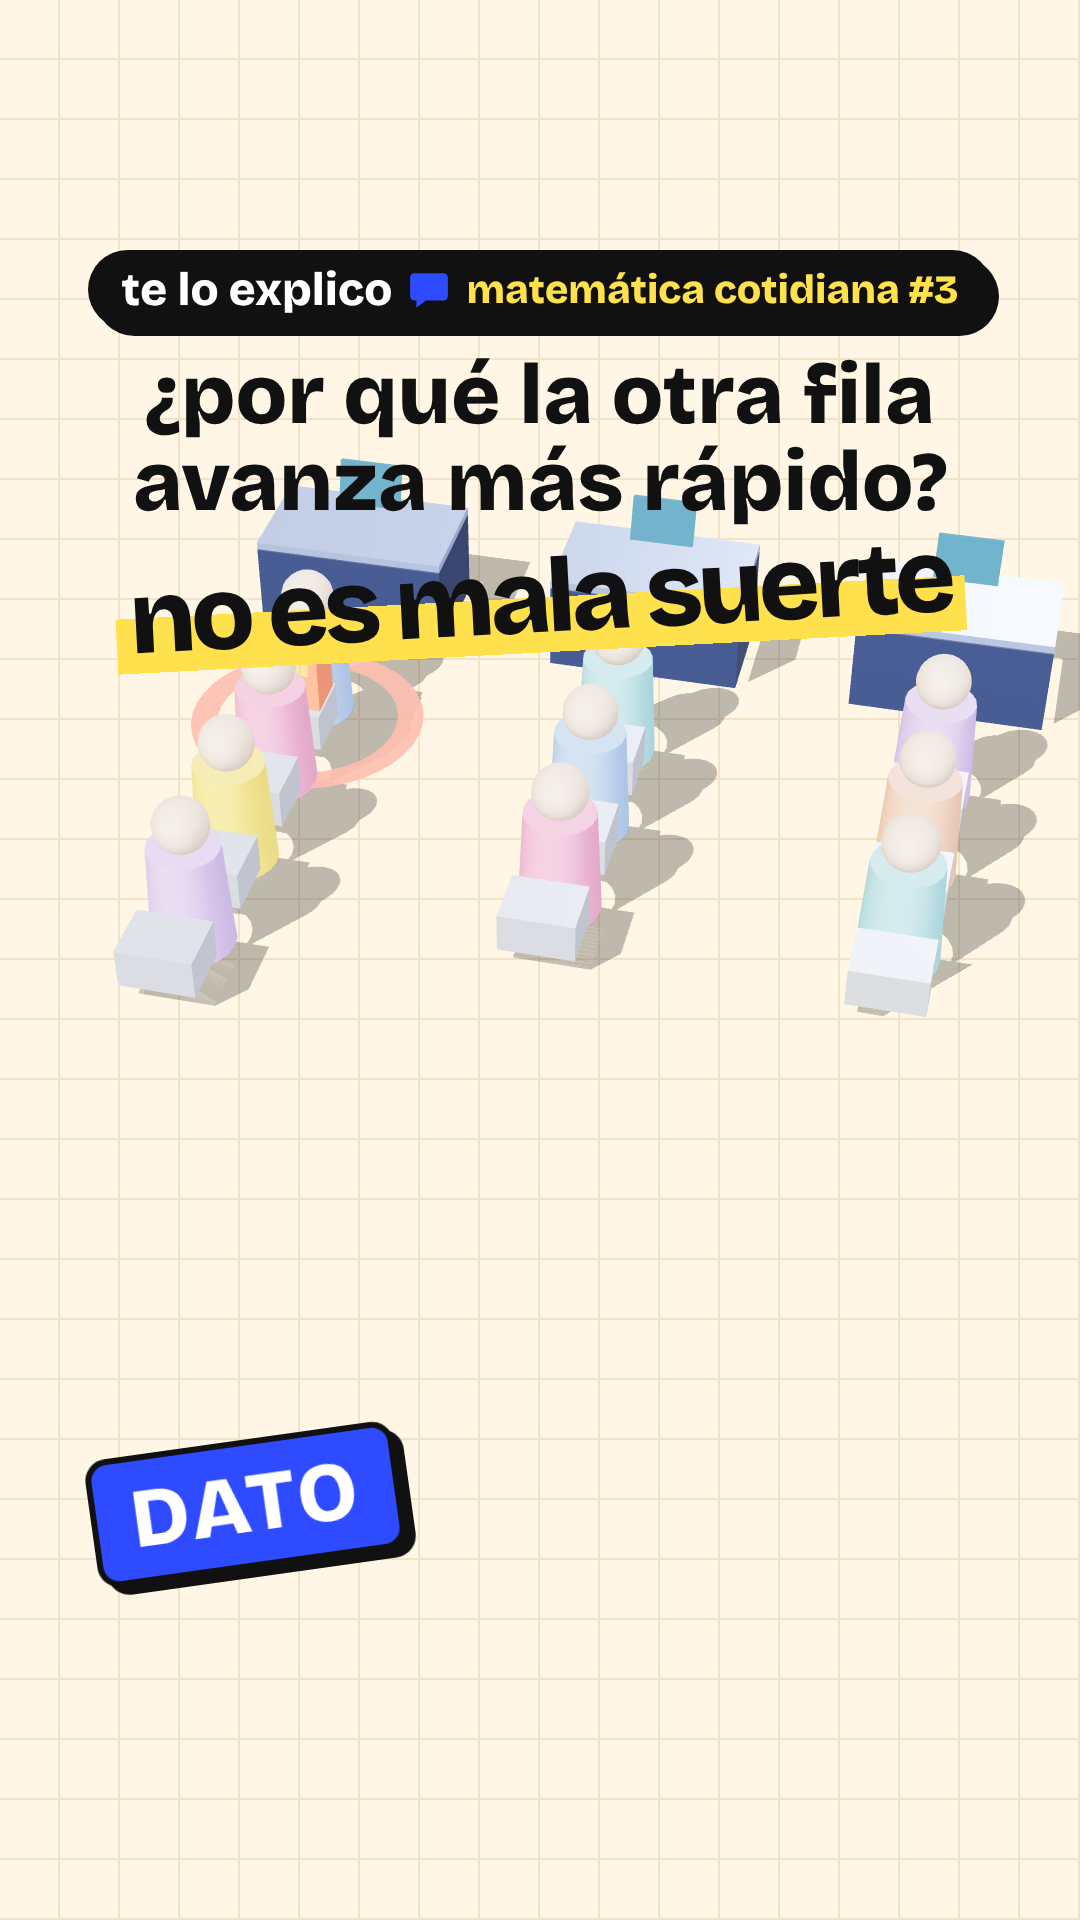 te lo explico matemática cotidiana #3
¿por qué la otra fila
avanza más rápido?
no es mala suerte
DATO